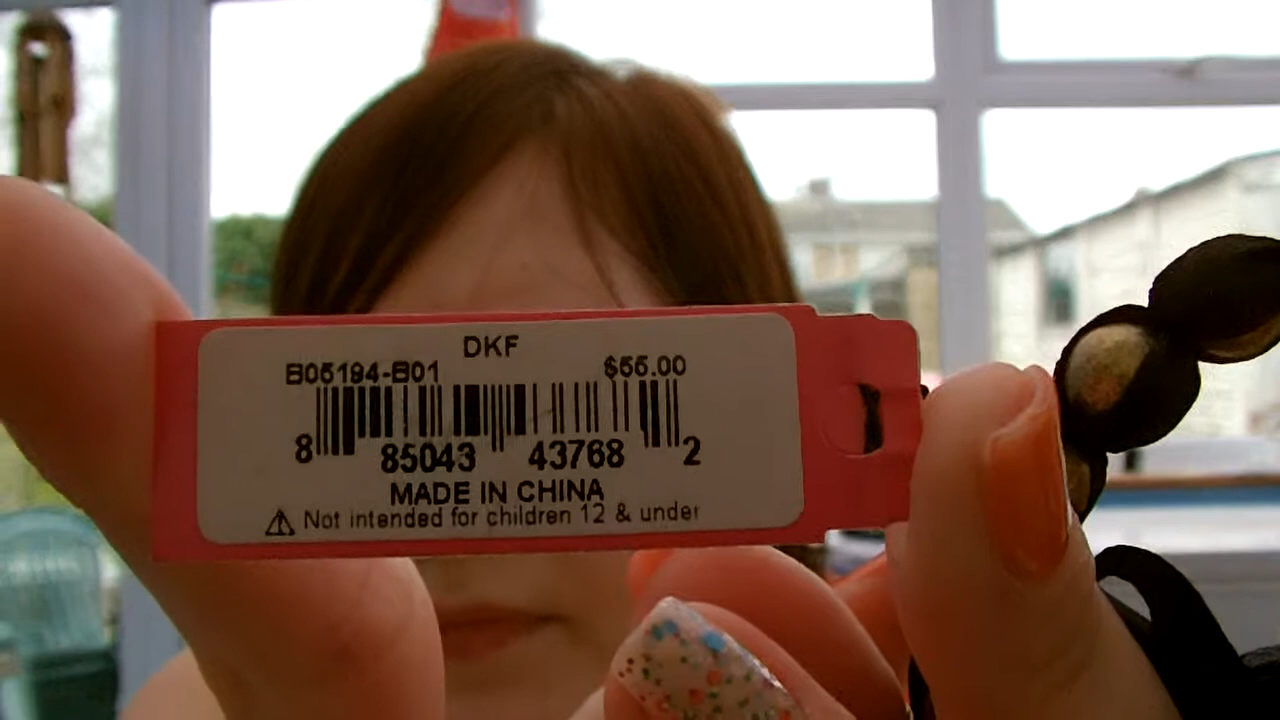 DKF
B05194-B01 $55.00
8 85043 43768 2
MADE IN CHINA
Not intended for children 12 & under